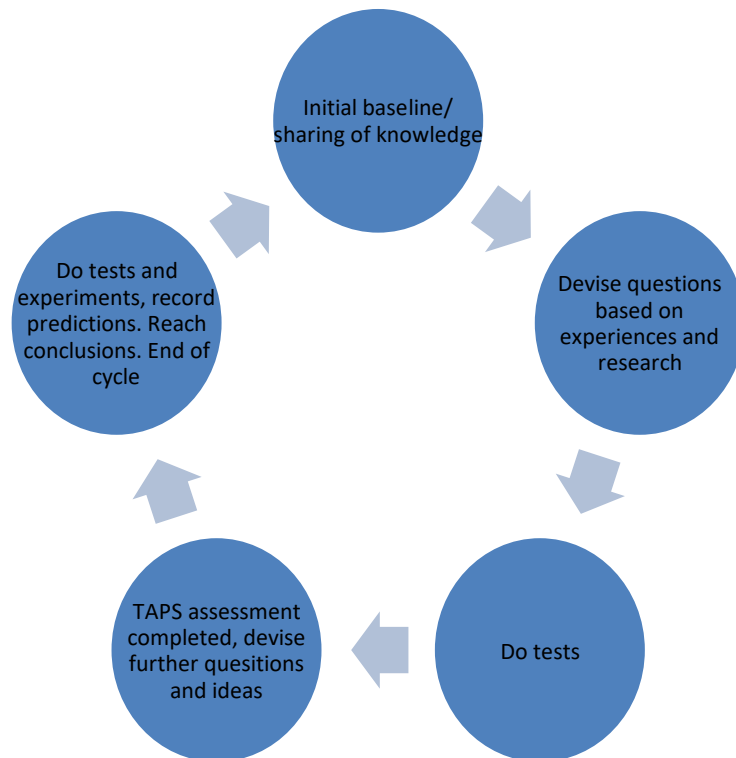 Initial baseline/
sharing of knowledge
Devise questions
based on
experiences and
research
Do tests
TAPS assessment
completed, devise
further quesitions
and ideas
Do tests and
experiments, record
predictions. Reach
conclusions. End of
cycle